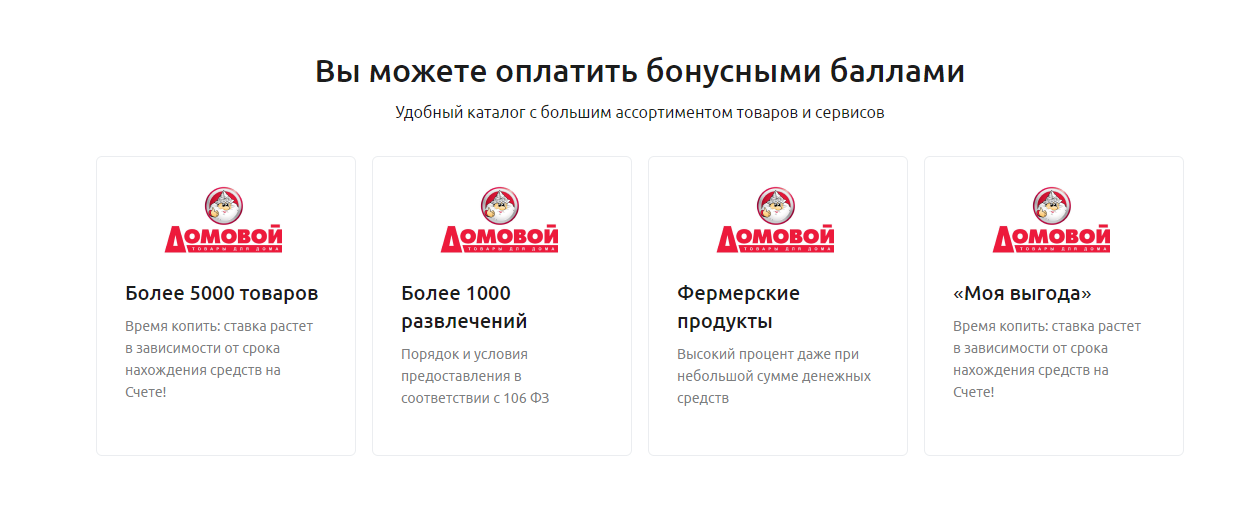 Вы можете оплатить бонусными баллами
Удобный каталог с большим ассортиментом товаров и сервисов
ДОМОВОЙ
ТОВАРЫ ДЛЯ ДОМА
Более 5000 товаров
Время копить: ставка растет
в зависимости от срока
нахождения средств на
Счете!
ДОМОВОЙ
ТОВАРЫ ДЛЯ ДОМА
Более 1000
развлечений
Порядок и условия
предоставления в
соответствии с 106 ФЗ
ДОМОВОЙ
ТОВАРЫ ДЛЯ ДОМА
Фермерские
продукты
Высокий процент даже при
небольшой сумме денежных
средств
ДОМОВОЙ
ТОВАРЫ ДЛЯ ДОМА
«Моя выгода»
Время копить: ставка растет
в зависимости от срока
нахождения средств на
Счете!